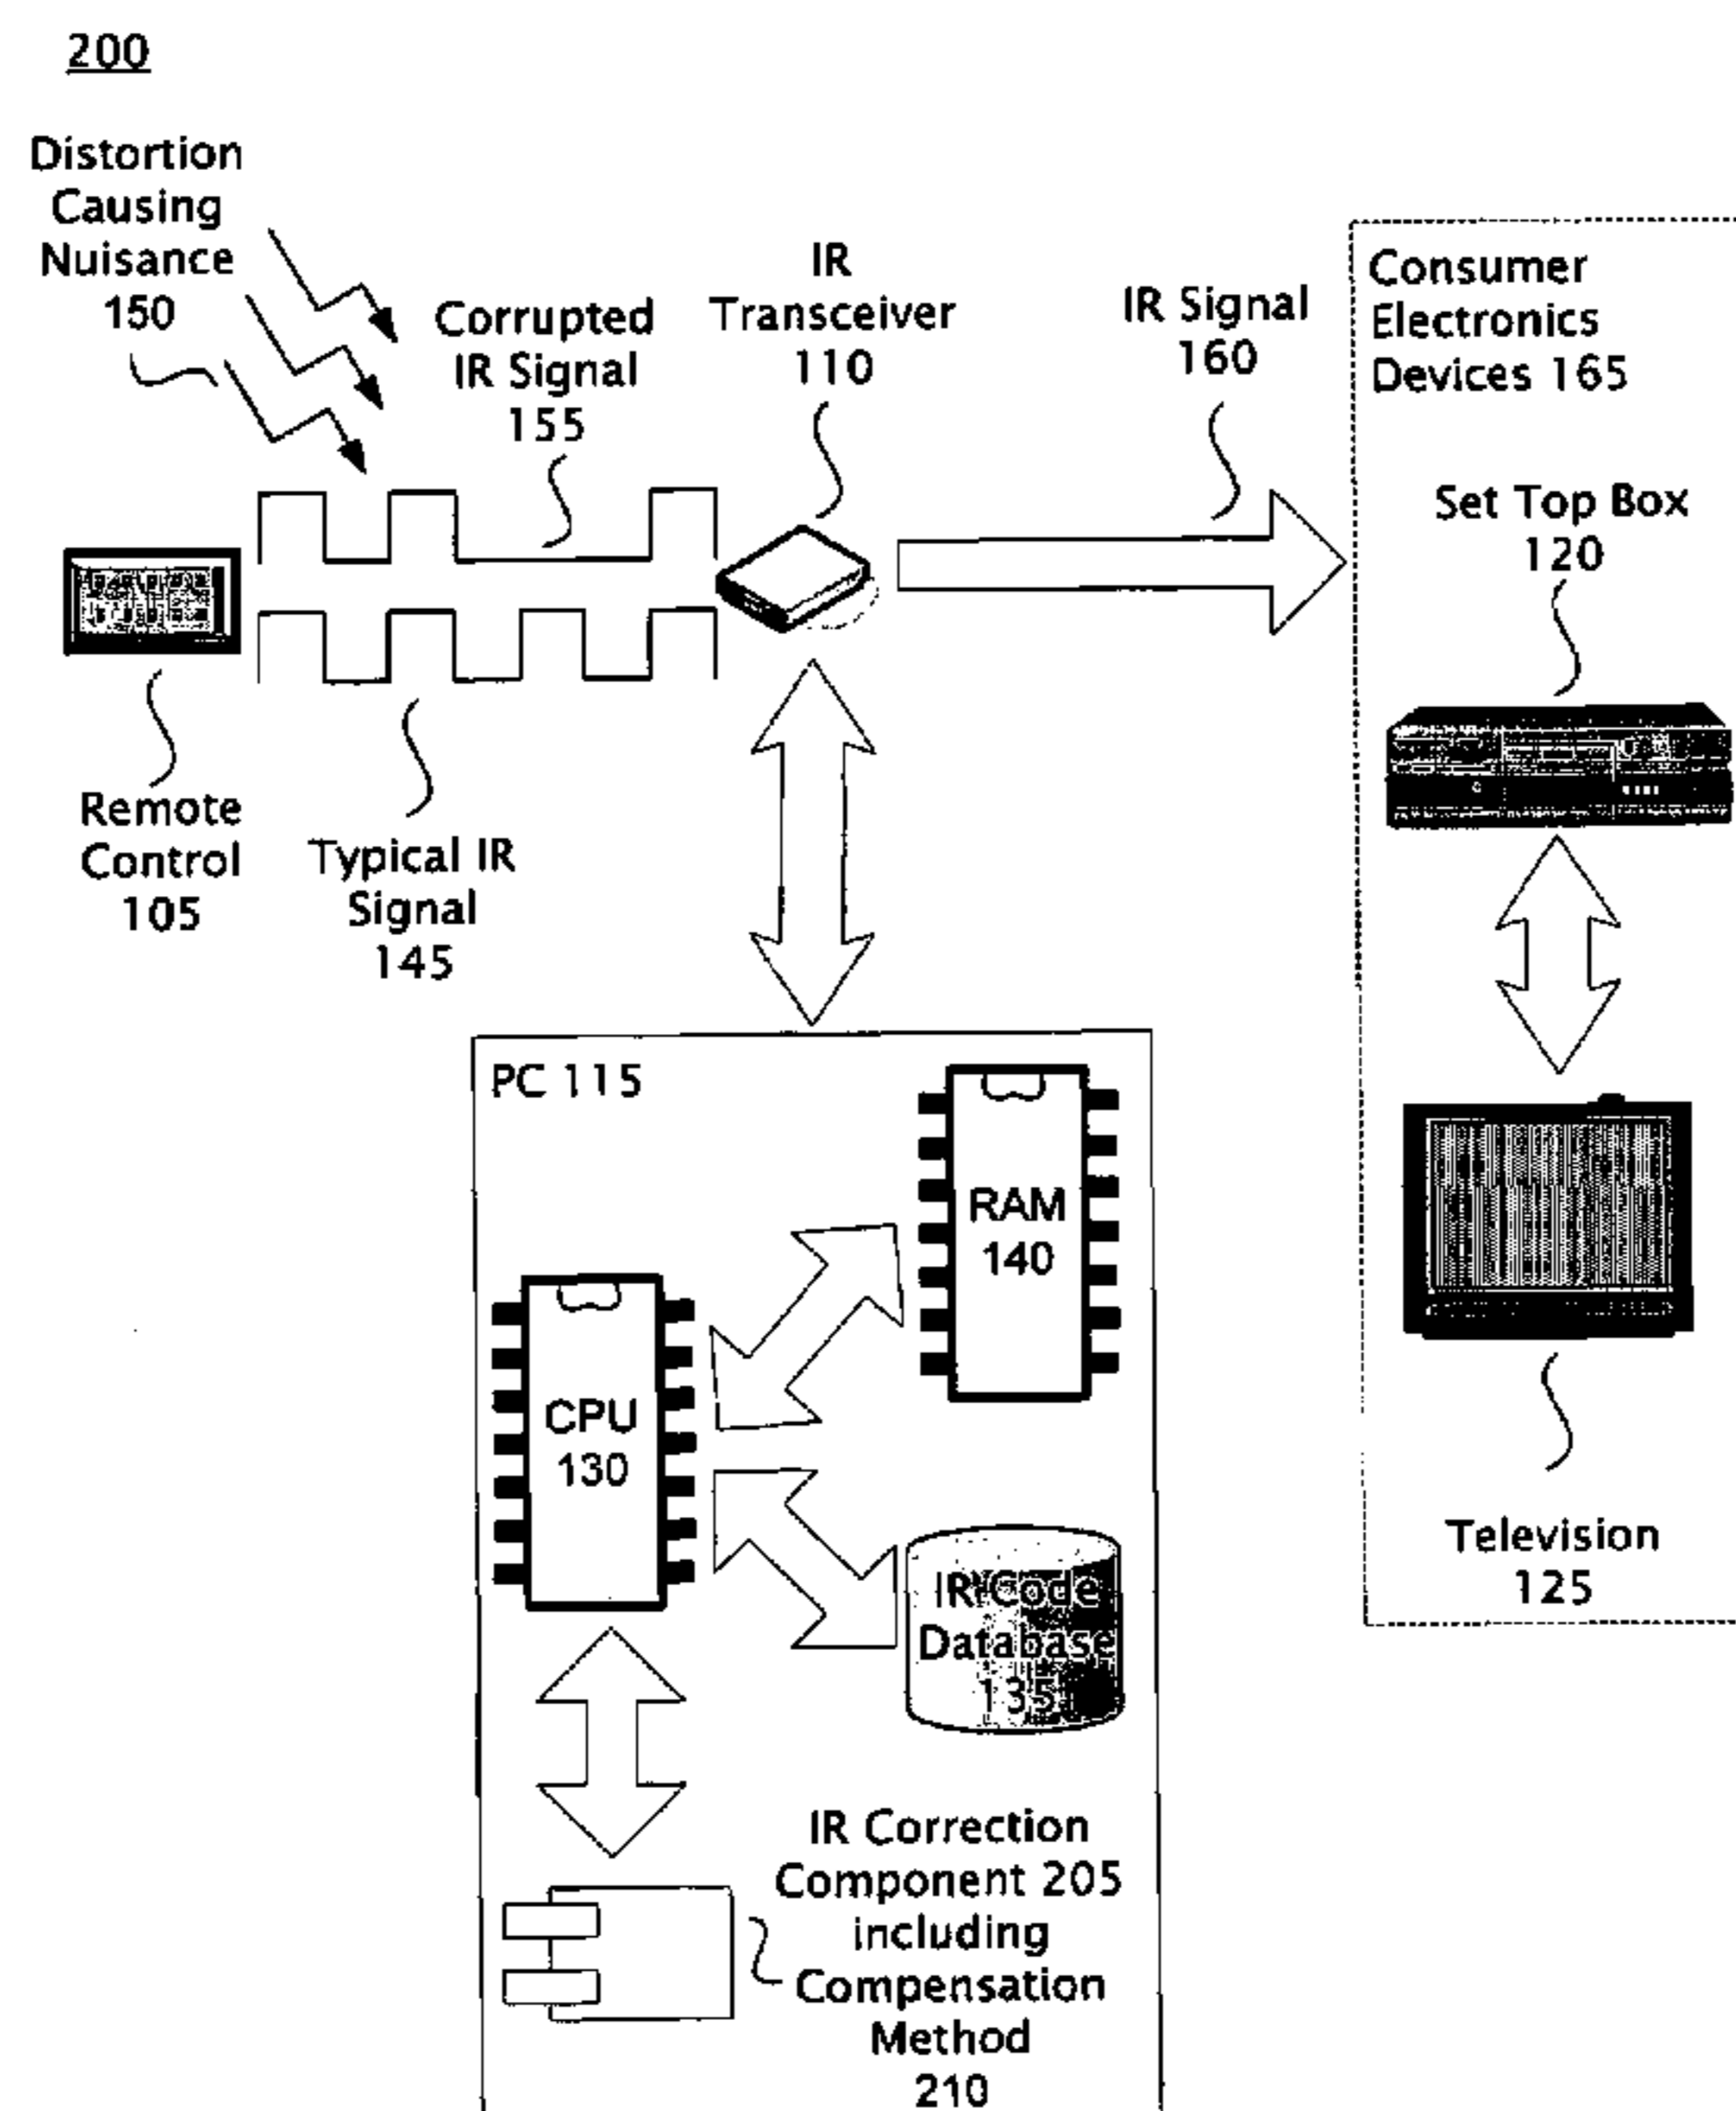 200
Distortion
Causing
Nuisance
150
Corrupted
IR Signal
155
IR
Transceiver
110
IR Signal
160
Consumer
Electronics
Devices 165
Set Top Box
120
Remote
Control
105
Typical IR
Signal
145
PC 115
RAM
140
CPU
130
IR Code
Database
135
Television
125
IR Correction
Component 205
including
Compensation
Method
210